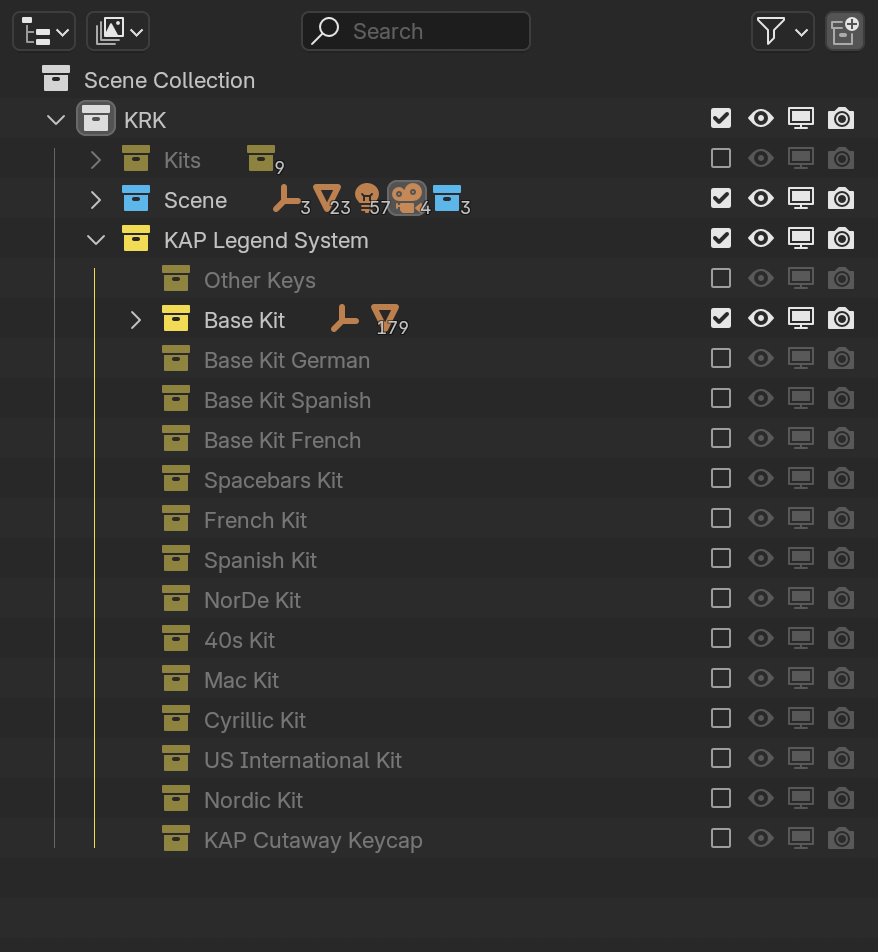 Search
Scene Collection
KRK
Kits 9
Scene 3 23 57 4 3
KAP Legend System
Other Keys
Base Kit 179
Base Kit German
Base Kit Spanish
Base Kit French
Spacebars Kit
French Kit
Spanish Kit
NorDe Kit
40s Kit
Mac Kit
Cyrillic Kit
US International Kit
Nordic Kit
KAP Cutaway Keycap